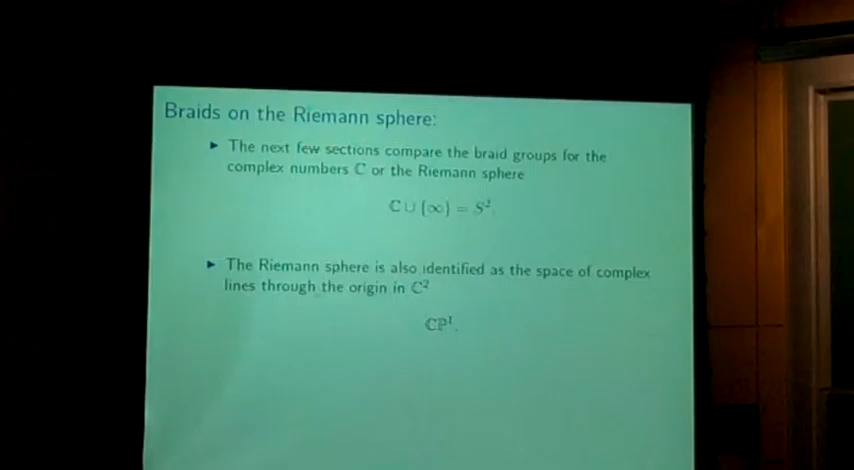 Braids on the Riemann sphere:
► The next few sections compare the braid groups for the
complex numbers ℂ or the Riemann sphere
ℂ ∪ {∞} = S².
► The Riemann sphere is also identified as the space of complex
lines through the origin in ℂ²
ℂℙ¹.